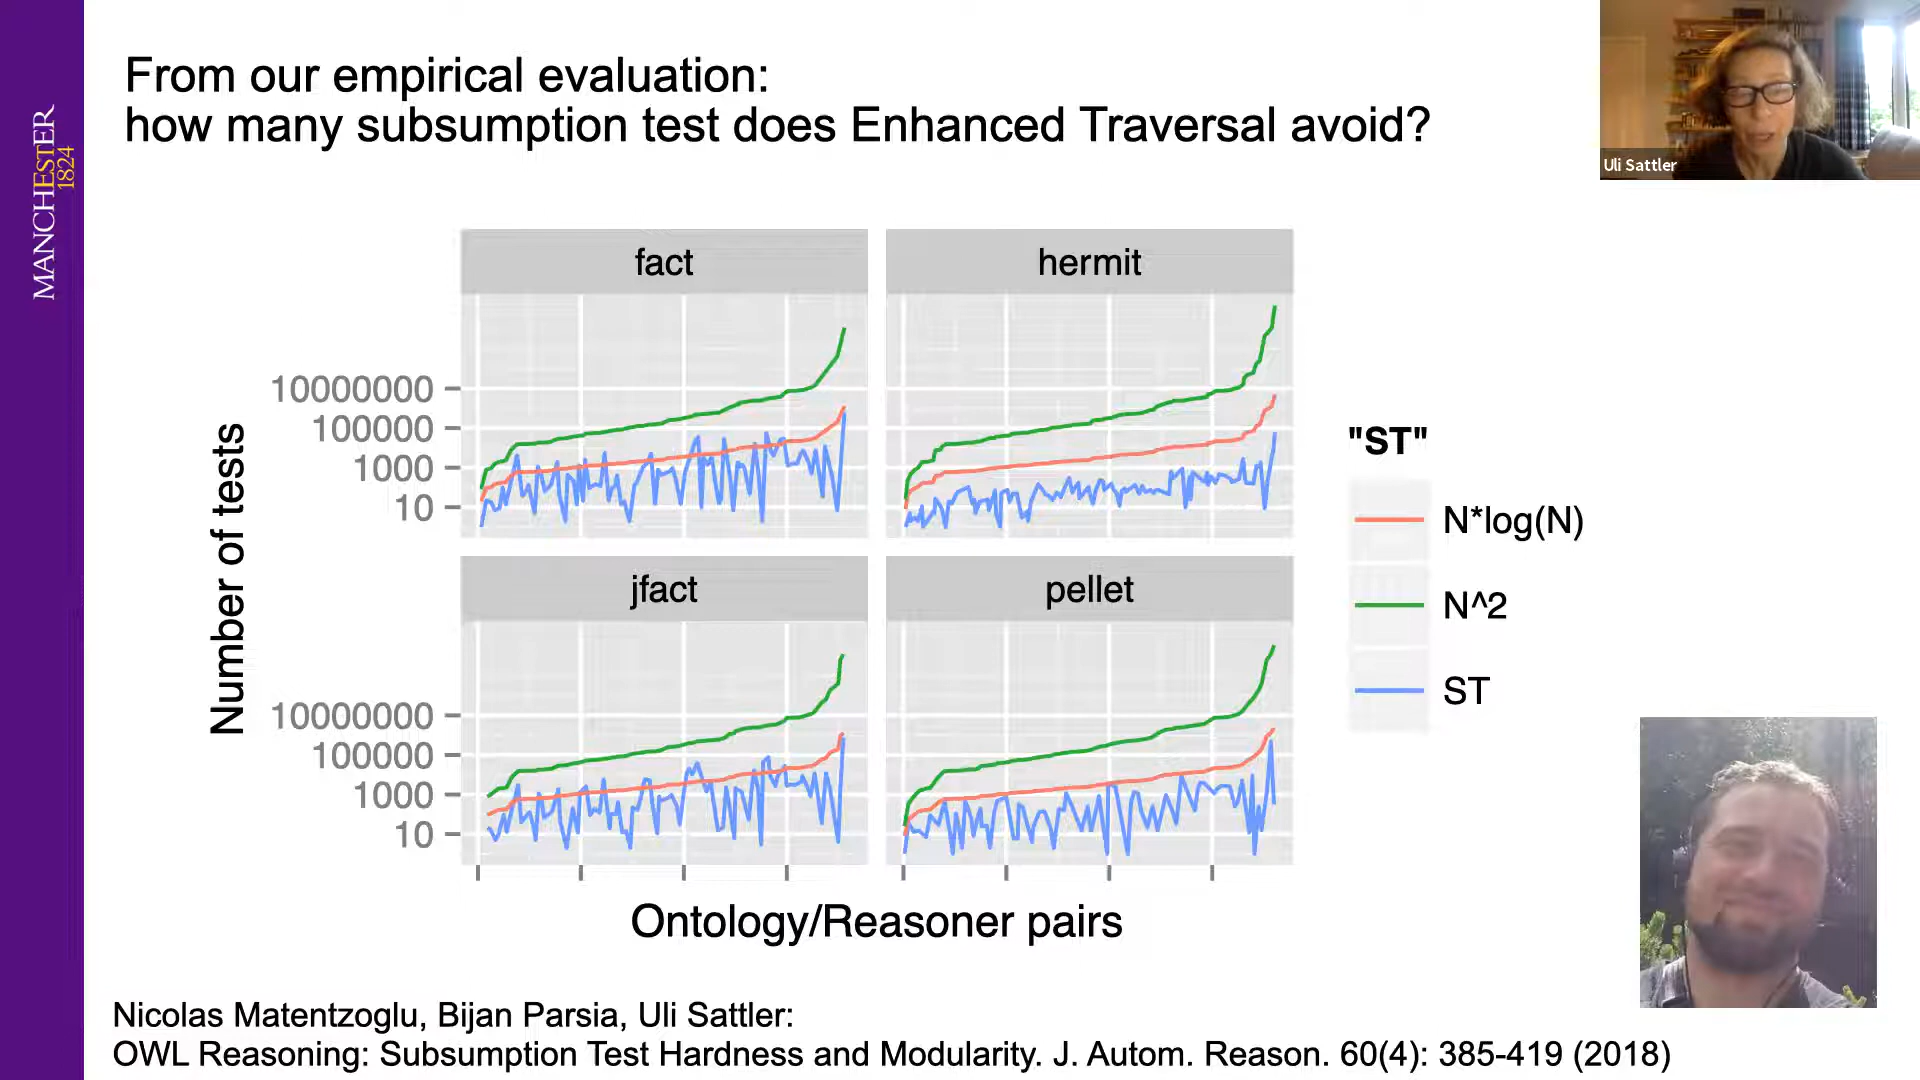 MANCHESTER
1824
From our empirical evaluation:
how many subsumption test does Enhanced Traversal avoid?
Uli Sattler
fact
hermit
10000000
100000
1000
10
jfact
pellet
10000000
100000
1000
10
Number of tests
Ontology/Reasoner pairs
"ST"
N*log(N)
N^2
ST
Nicolas Matentzoglu, Bijan Parsia, Uli Sattler:
OWL Reasoning: Subsumption Test Hardness and Modularity. J. Autom. Reason. 60(4): 385-419 (2018)